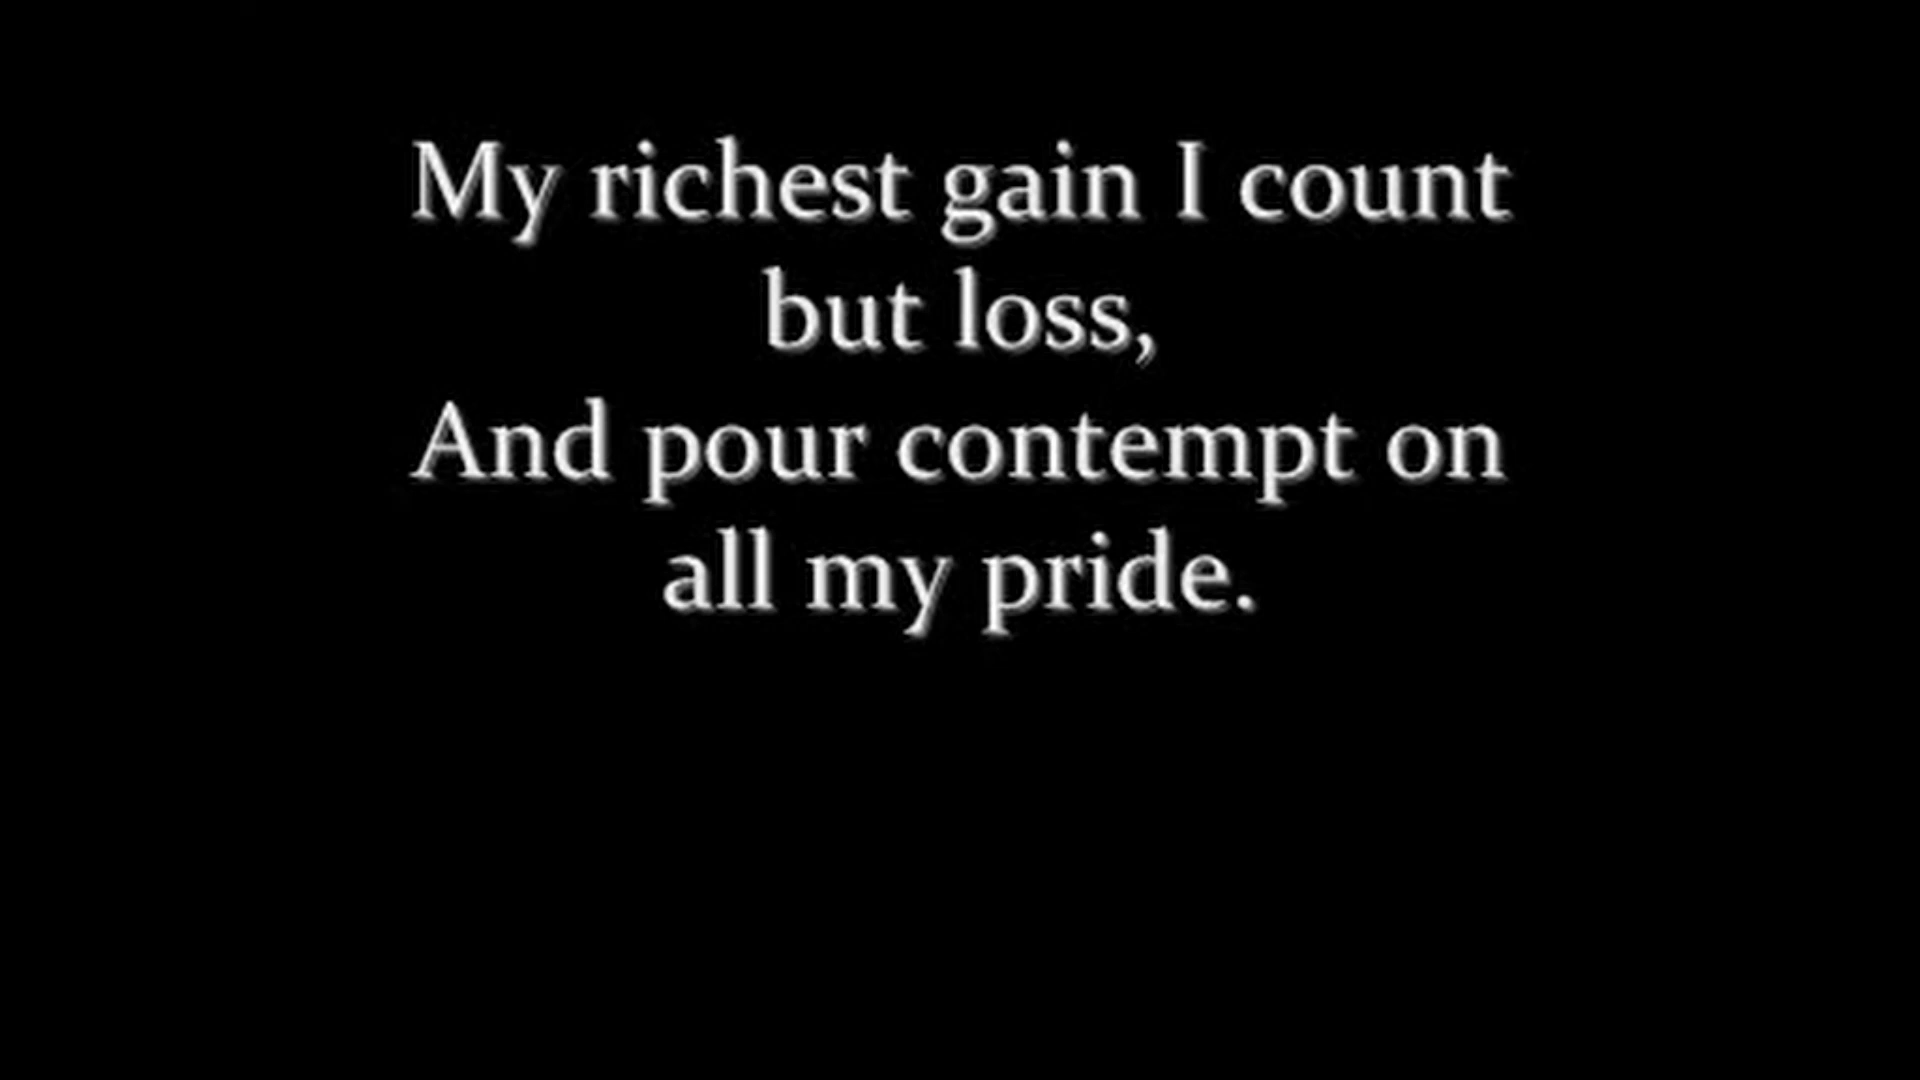 My richest gain I count
but loss,
And pour contempt on
all my pride.